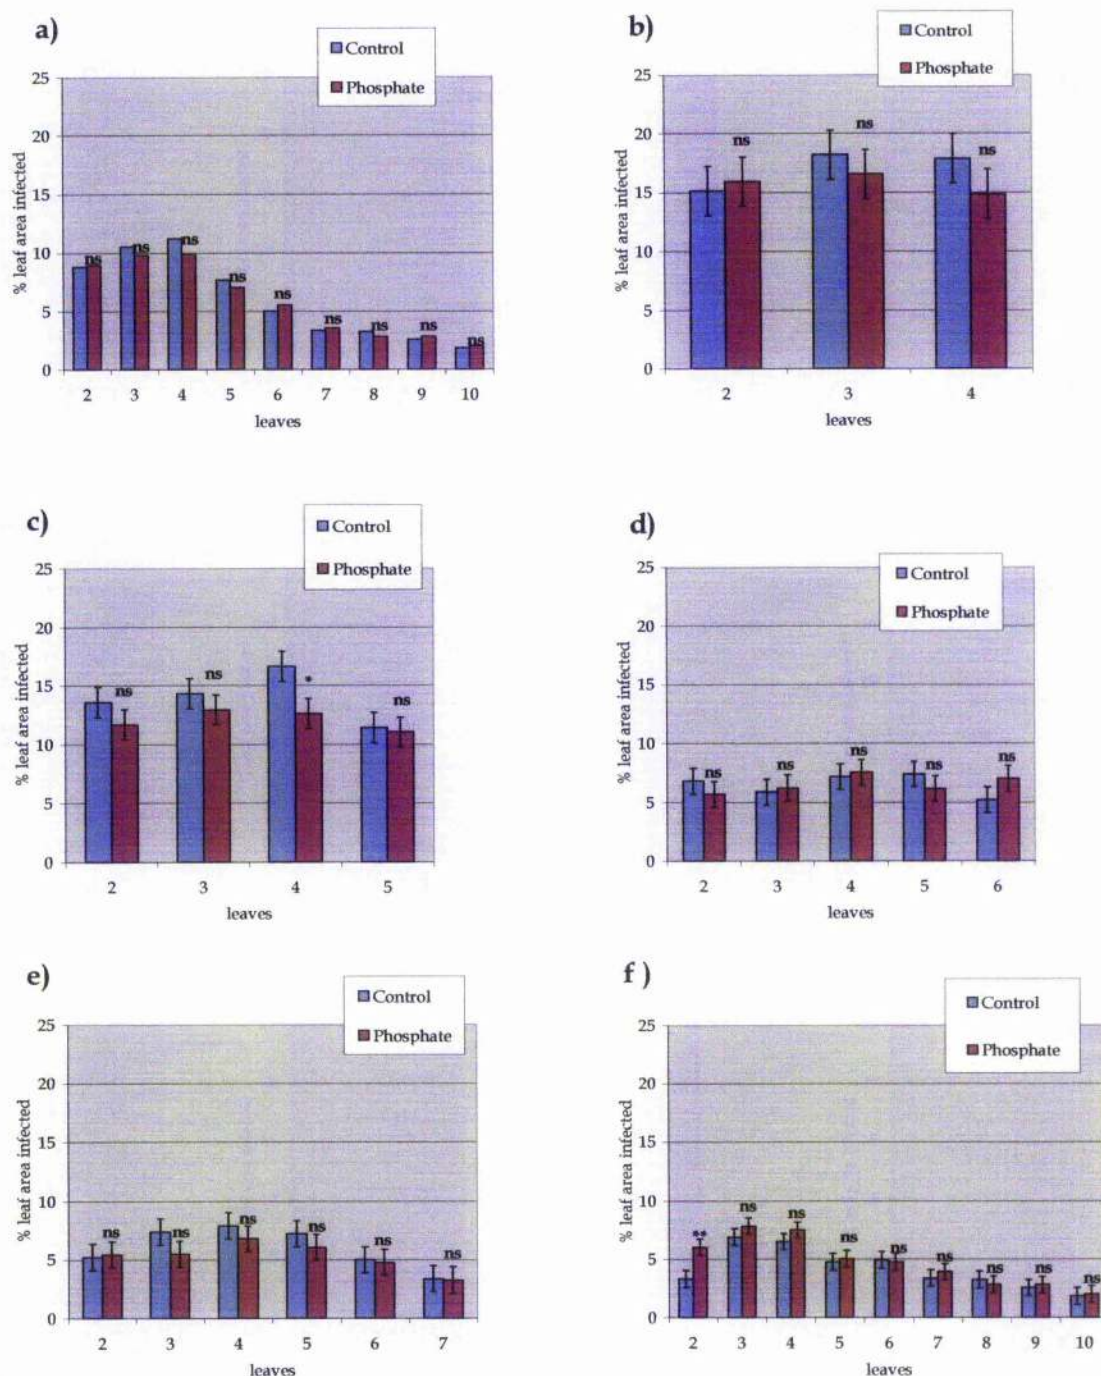 a)
Control
Phosphate
% leaf area infected
25
20
15
10
5
0
ns ns ns ns ns ns ns ns ns
2 3 4 5 6 7 8 9 10
leaves
b)
Control
Phosphate
% leaf area infected
25
20
15
10
5
0
ns ns ns
2 3 4
leaves
c)
Control
Phosphate
% leaf area infected
25
20
15
10
5
0
ns ns * ns
2 3 4 5
leaves
d)
Control
Phosphate
% leaf area infected
25
20
15
10
5
0
ns ns ns ns ns
2 3 4 5 6
leaves
e)
Control
Phosphate
% leaf area infected
25
20
15
10
5
0
ns ns ns ns ns ns
2 3 4 5 6 7
leaves
f)
Control
Phosphate
% leaf area infected
25
20
15
10
5
0
** ns ns ns ns ns ns ns ns
2 3 4 5 6 7 8 9 10
leaves